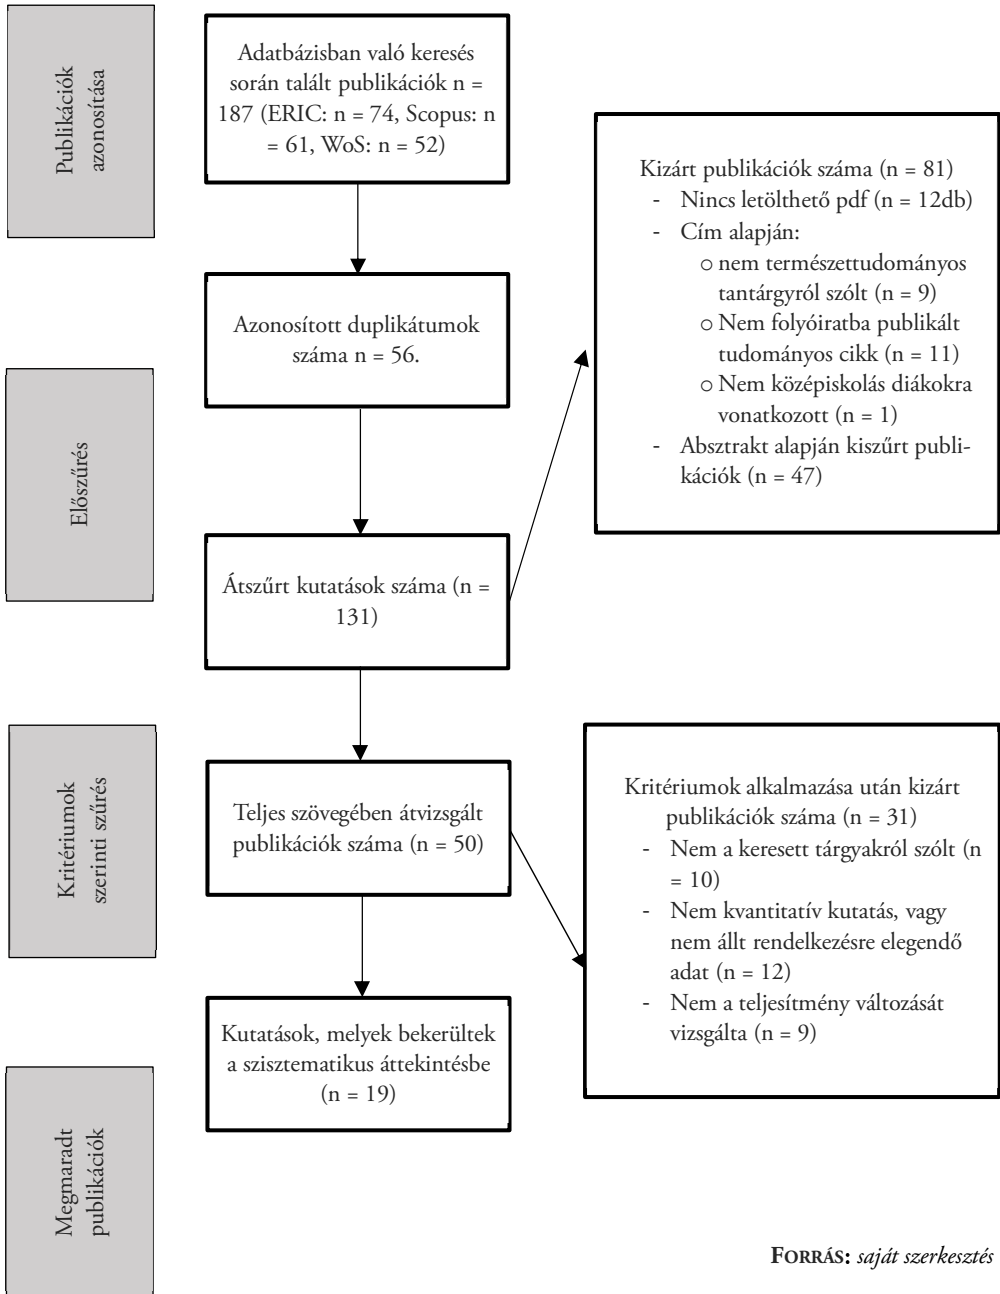 Publikációk
azonosítása
Adatbázisban való keresés
során talált publikációk n =
187 (ERIC: n = 74, Scopus: n
= 61, WoS: n = 52)
Azonosított duplikátumok
száma n = 56.
Előszűrés
Átszűrt kutatások száma (n =
131)
Kizárt publikációk száma (n = 81)
- Nincs letölthető pdf (n = 12db)
- Cím alapján:
o nem természettudományos
tantárgyról szólt (n = 9)
o Nem folyóiratba publikált
tudományos cikk (n = 11)
o Nem középiskolás diákokra
vonatkozott (n = 1)
- Absztrakt alapján kiszűrt publi-
kációk (n = 47)
Kritériumok
szerinti szűrés
Teljes szövegében átvizsgált
publikációk száma (n = 50)
Kritériumok alkalmazása után kizárt
publikációk száma (n = 31)
- Nem a keresett tárgyakról szólt (n
= 10)
- Nem kvantitatív kutatás, vagy
nem állt rendelkezésre elegendő
adat (n = 12)
- Nem a teljesítmény változását
vizsgálta (n = 9)
Kutatások, melyek bekerültek
a szisztematikus áttekintésbe
(n = 19)
Megmaradt
publikációk
FORRÁS: saját szerkesztés